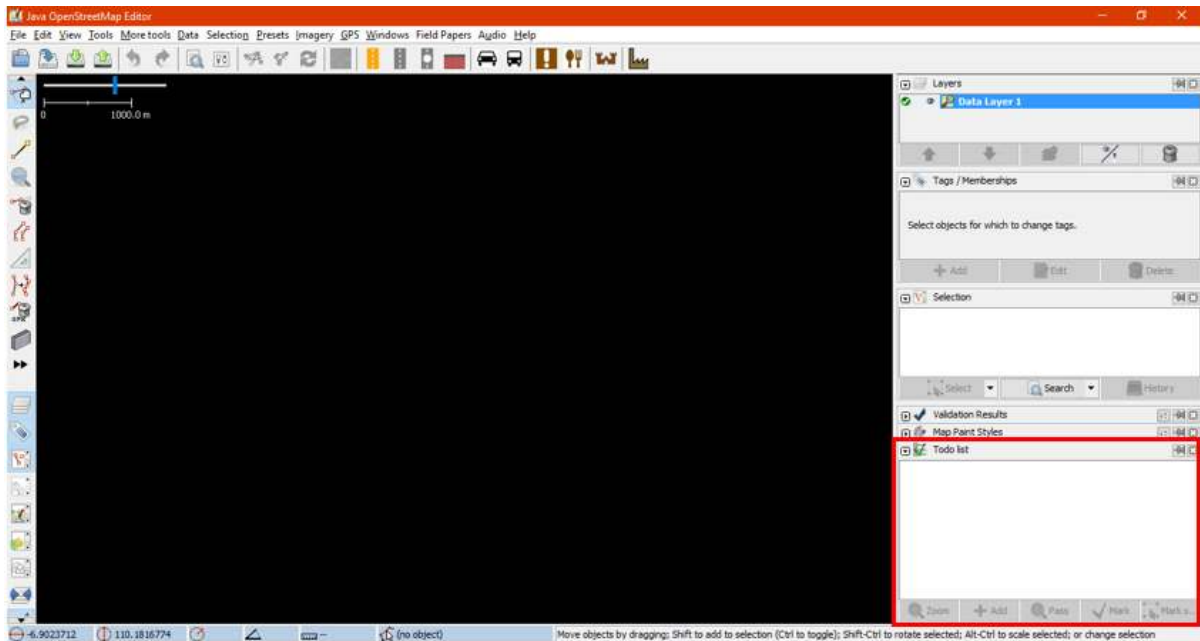 Java OpenStreetMap Editor
File Edit View Tools More tools Data Selection Presets Imagery GPS Windows Field Papers Audio Help
0 1000.0 m
Layers
Data Layer 1
Tags / Memberships
Select objects for which to change tags.
Add Edit Delete
Selection
Select Search History
Validation Results
Map Paint Styles
Todo list
Zoom Add Pass Mark Mark s...
-6.9023712 110.1816774 (no object) Move objects by dragging; Shift to add to selection (Ctrl to toggle); Shift-Ctrl to rotate selected; Alt-Ctrl to scale selected; or change selection